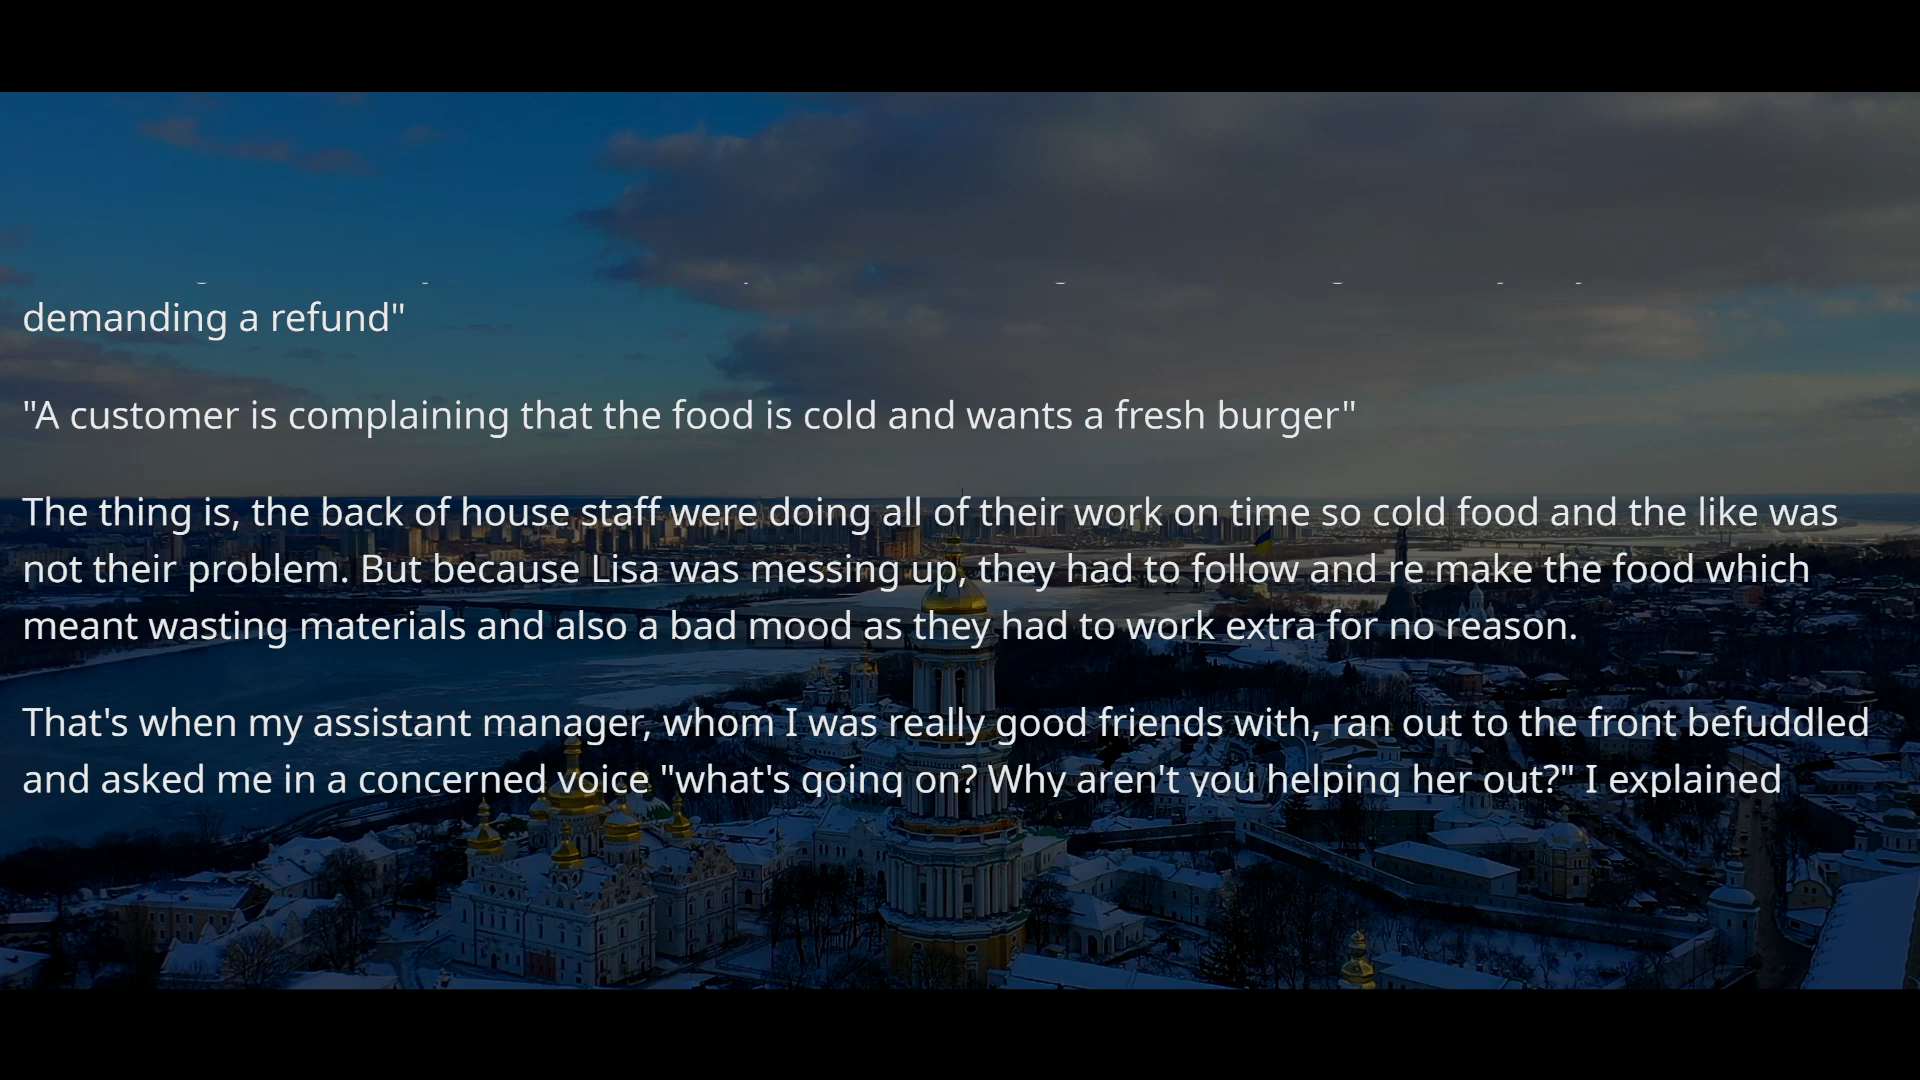 demanding a refund"
"A customer is complaining that the food is cold and wants a fresh burger"
The thing is, the back of house staff were doing all of their work on time so cold food and the like was
not their problem. But because Lisa was messing up, they had to follow and re make the food which
meant wasting materials and also a bad mood as they had to work extra for no reason.
That's when my assistant manager, whom I was really good friends with, ran out to the front befuddled
and asked me in a concerned voice "what's going on? Why aren't you helping her out?" I explained